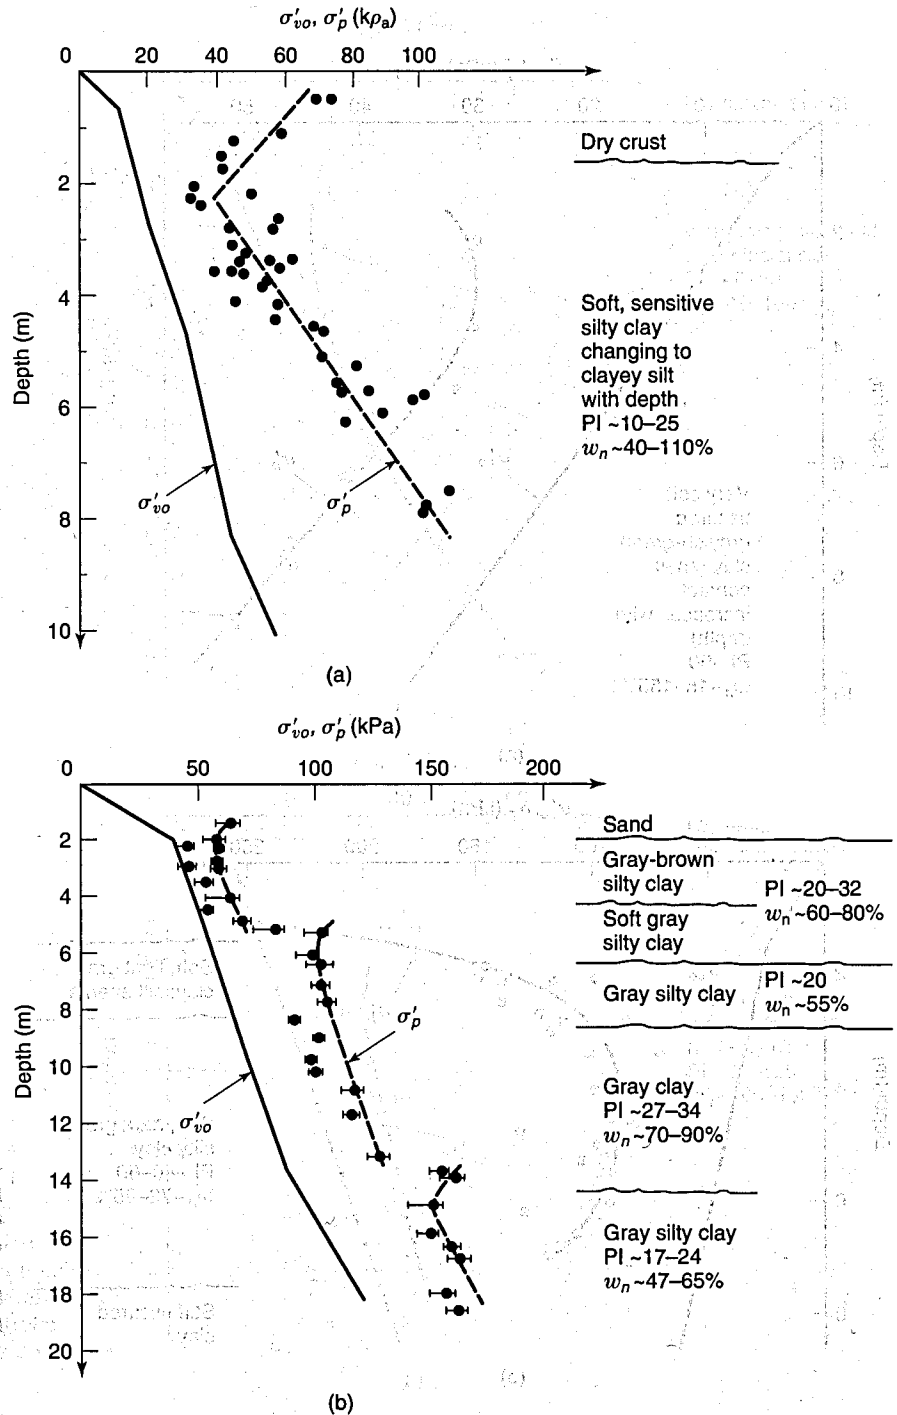 σ′vo, σ′p (kρa)
0 20 40 60 80 100
Dry crust
2
4
6
8
10
Depth (m)
Soft, sensitive
silty clay
changing to
clayey silt
with depth
PI ~10–25
wn ~40–110%
σ′vo
σ′p
(a)
σ′vo, σ′p (kPa)
0 50 100 150 200
Sand
2
4
6
8
10
12
14
16
18
20
Depth (m)
Gray-brown
silty clay
PI ~20–32
wn ~60–80%
Soft gray
silty clay
Gray silty clay
PI ~20
wn ~55%
σ′p
σ′vo
Gray clay
PI ~27–34
wn ~70–90%
Gray silty clay
PI ~17–24
wn ~47–65%
(b)